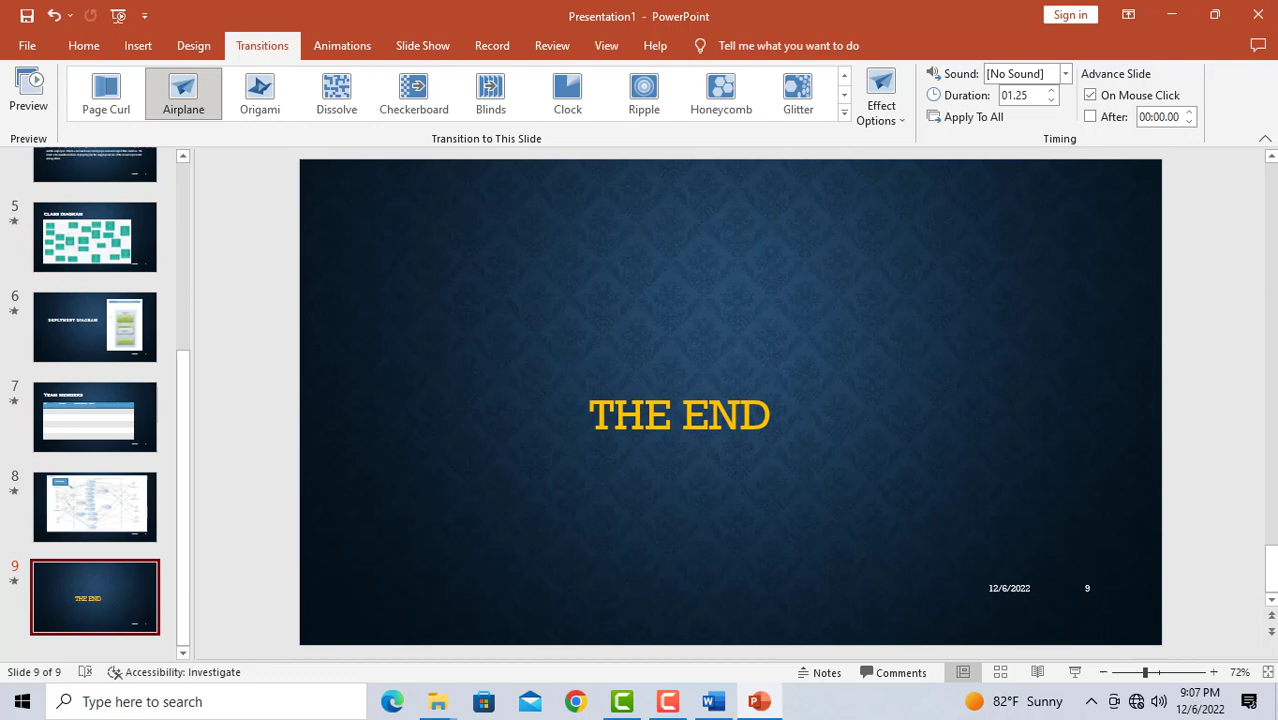 Presentation1 - PowerPoint
Sign in
File Home Insert Design Transitions Animations Slide Show Record Review View Help Tell me what you want to do
Preview
Page Curl Airplane Origami Dissolve Checkerboard Blinds Clock Ripple Honeycomb Glitter
Effect
Options
Sound: [No Sound]
Duration: 01.25
Apply To All
Advance Slide
On Mouse Click
After: 00:00.00
Preview
Transition to This Slide
Timing
5
CLASS DIAGRAM
6
DEPLYMENT DIAGRAM
7
TEAM MEMBERS
8
9
THE END
THE END
12/6/2022 9
Slide 9 of 9 Accessibility: Investigate Notes Comments 72%
Type here to search
82°F Sunny
9:07 PM
12/6/2022